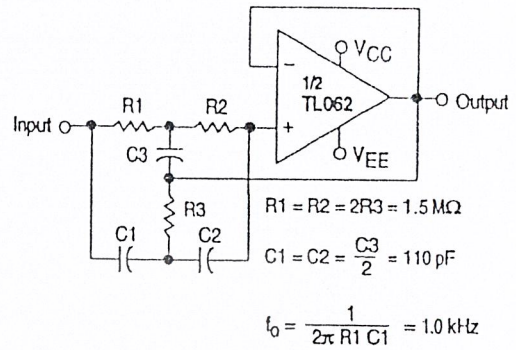 VCC
1/2
TL062
−
+
R1
R2
Input
Output
C3
VEE
R3
R1 = R2 = 2R3 = 1.5 MΩ
C1
C2
C1 = C2 = C3/2 = 110 pF
fo = 1/2π R1 C1 = 1.0 kHz